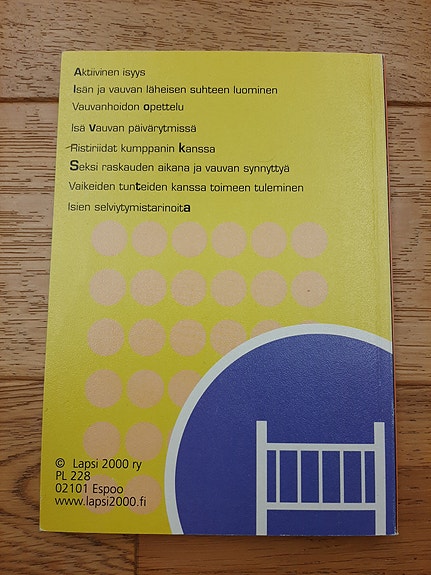 Aktiivinen isyys
Isän ja vauvan läheisen suhteen luominen
Vauvanhoidon opettelu
Isä vauvan päivärytmissä
Ristiriidat kumppanin kanssa
Seksi raskauden aikana ja vauvan synnyttyä
Vaikeiden tunteiden kanssa toimeen tuleminen
Isien selviytymistarinoita
© Lapsi 2000 ry
PL 228
02101 Espoo
www.lapsi2000.fi